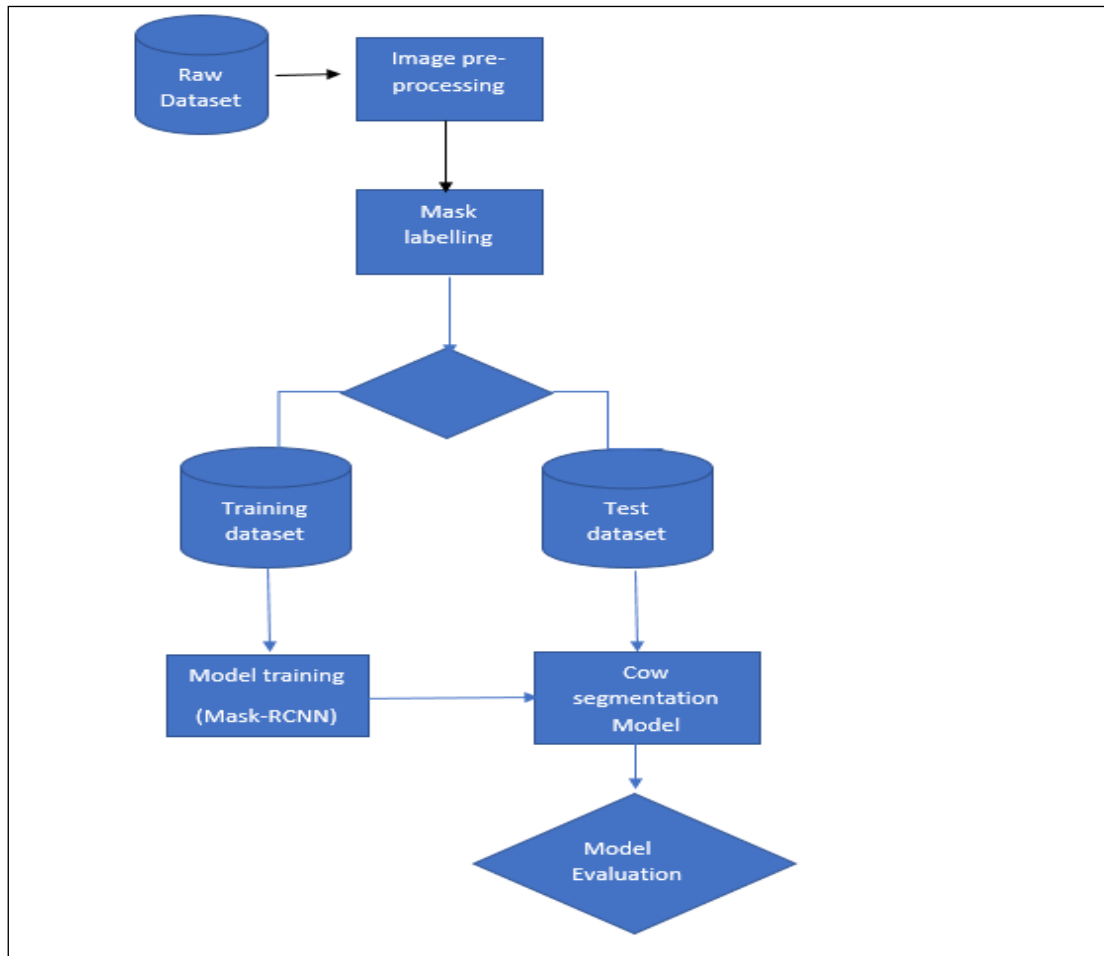 Raw
Dataset
Image pre-
processing
Mask
labelling
Training
dataset
Test
dataset
Model training
(Mask-RCNN)
Cow
segmentation
Model
Model
Evaluation